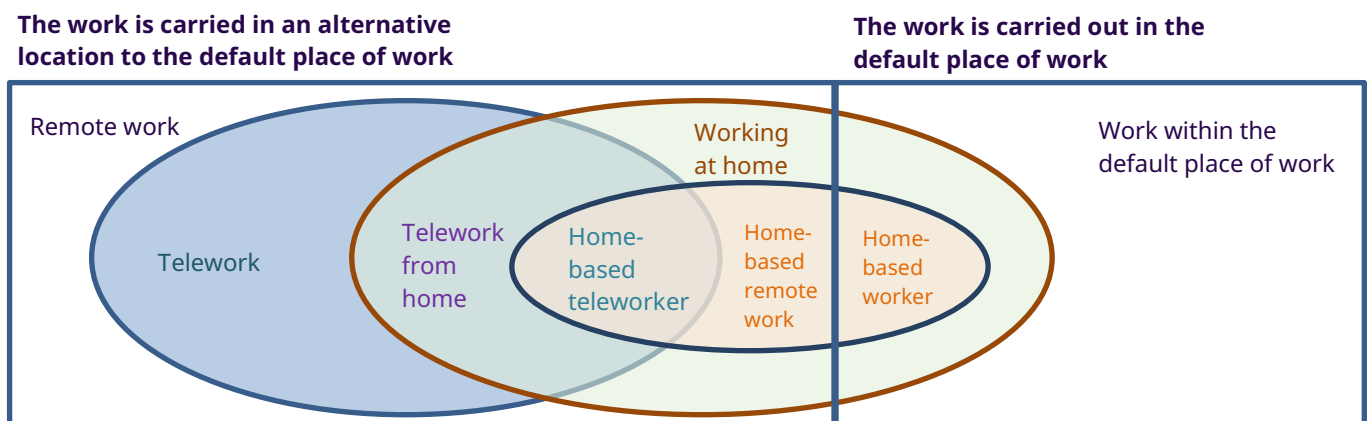 The work is carried in an alternative
location to the default place of work
The work is carried out in the
default place of work
Remote work
Working
at home
Work within the
default place of work
Telework
Telework
from
home
Home-
based
teleworker
Home-
based
remote
work
Home-
based
worker